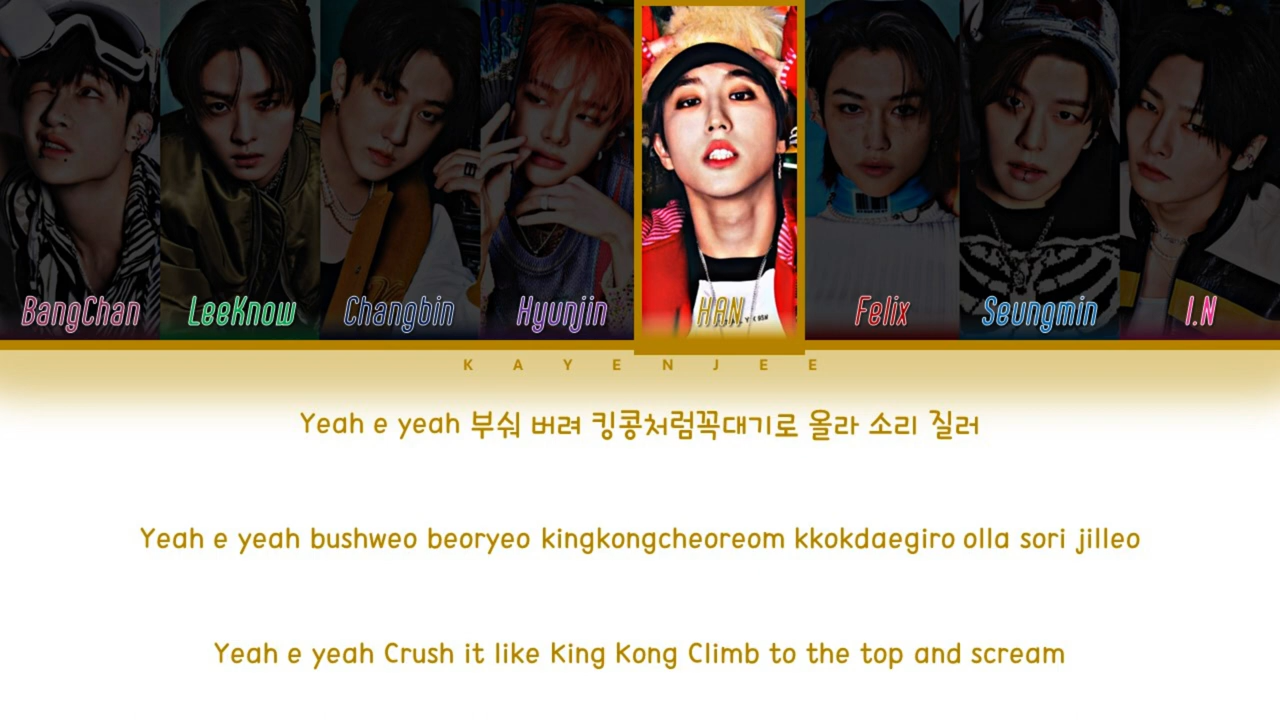 BangChan LeeKnow Changbin Hyunjin HAN Felix Seungmin I.N
KAYENJEE
Yeah e yeah 부숴 버려 킹콩처럼꼭대기로 올라 소리 질러
Yeah e yeah bushweo beoryeo kingkongcheoreom kkokdaegiro olla sori jilleo
Yeah e yeah Crush it like King Kong Climb to the top and scream